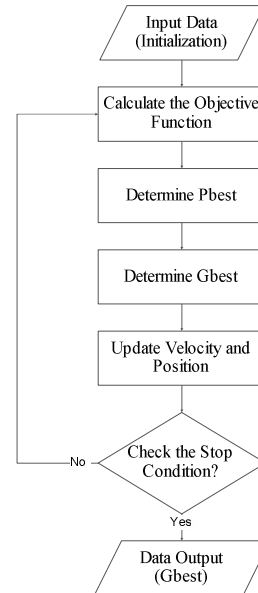 Input Data
(Initialization)
Calculate the Objective
Function
Determine Pbest
Determine Gbest
Update Velocity and
Position
Check the Stop
Condition?
No
Yes
Data Output
(Gbest)